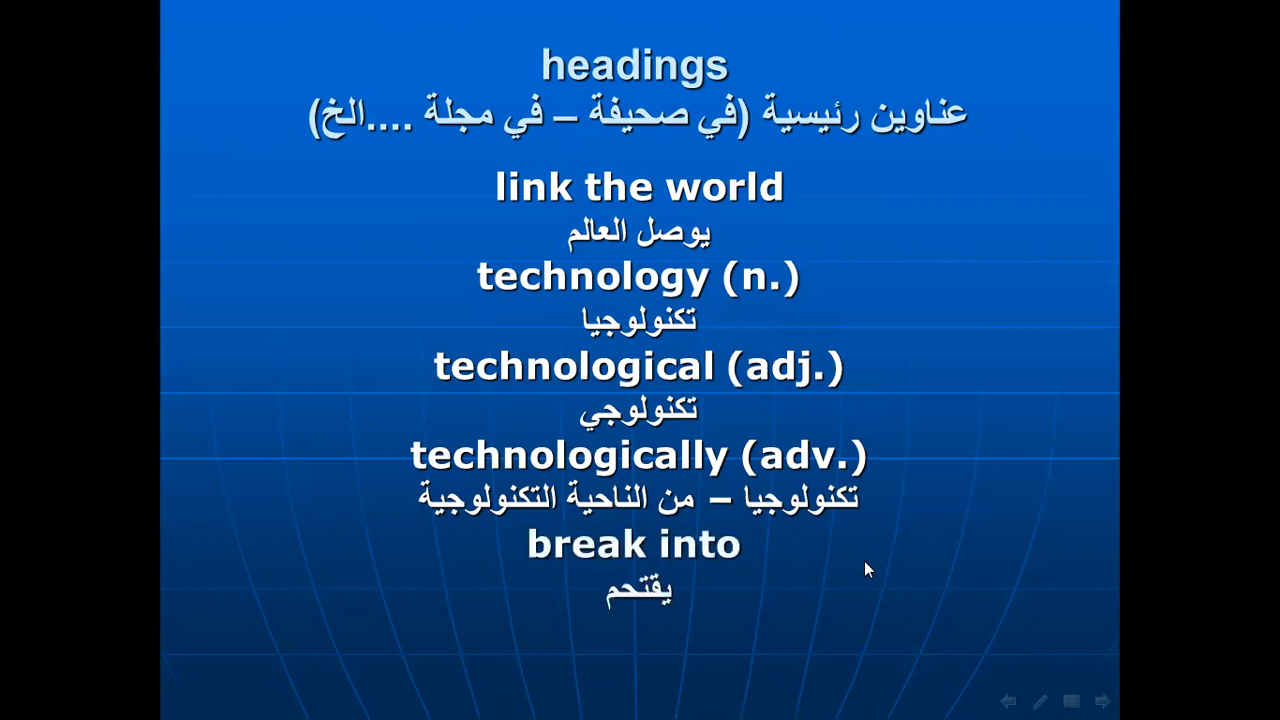 headings
عناوين رئيسية (في صحيفة – في مجلة ....الخ)
link the world
يوصل العالم
technology (n.)
تكنولوجيا
technological (adj.)
تكنولوجي
technologically (adv.)
تكنولوجيا – من الناحية التكنولوجية
break into
يقتحم